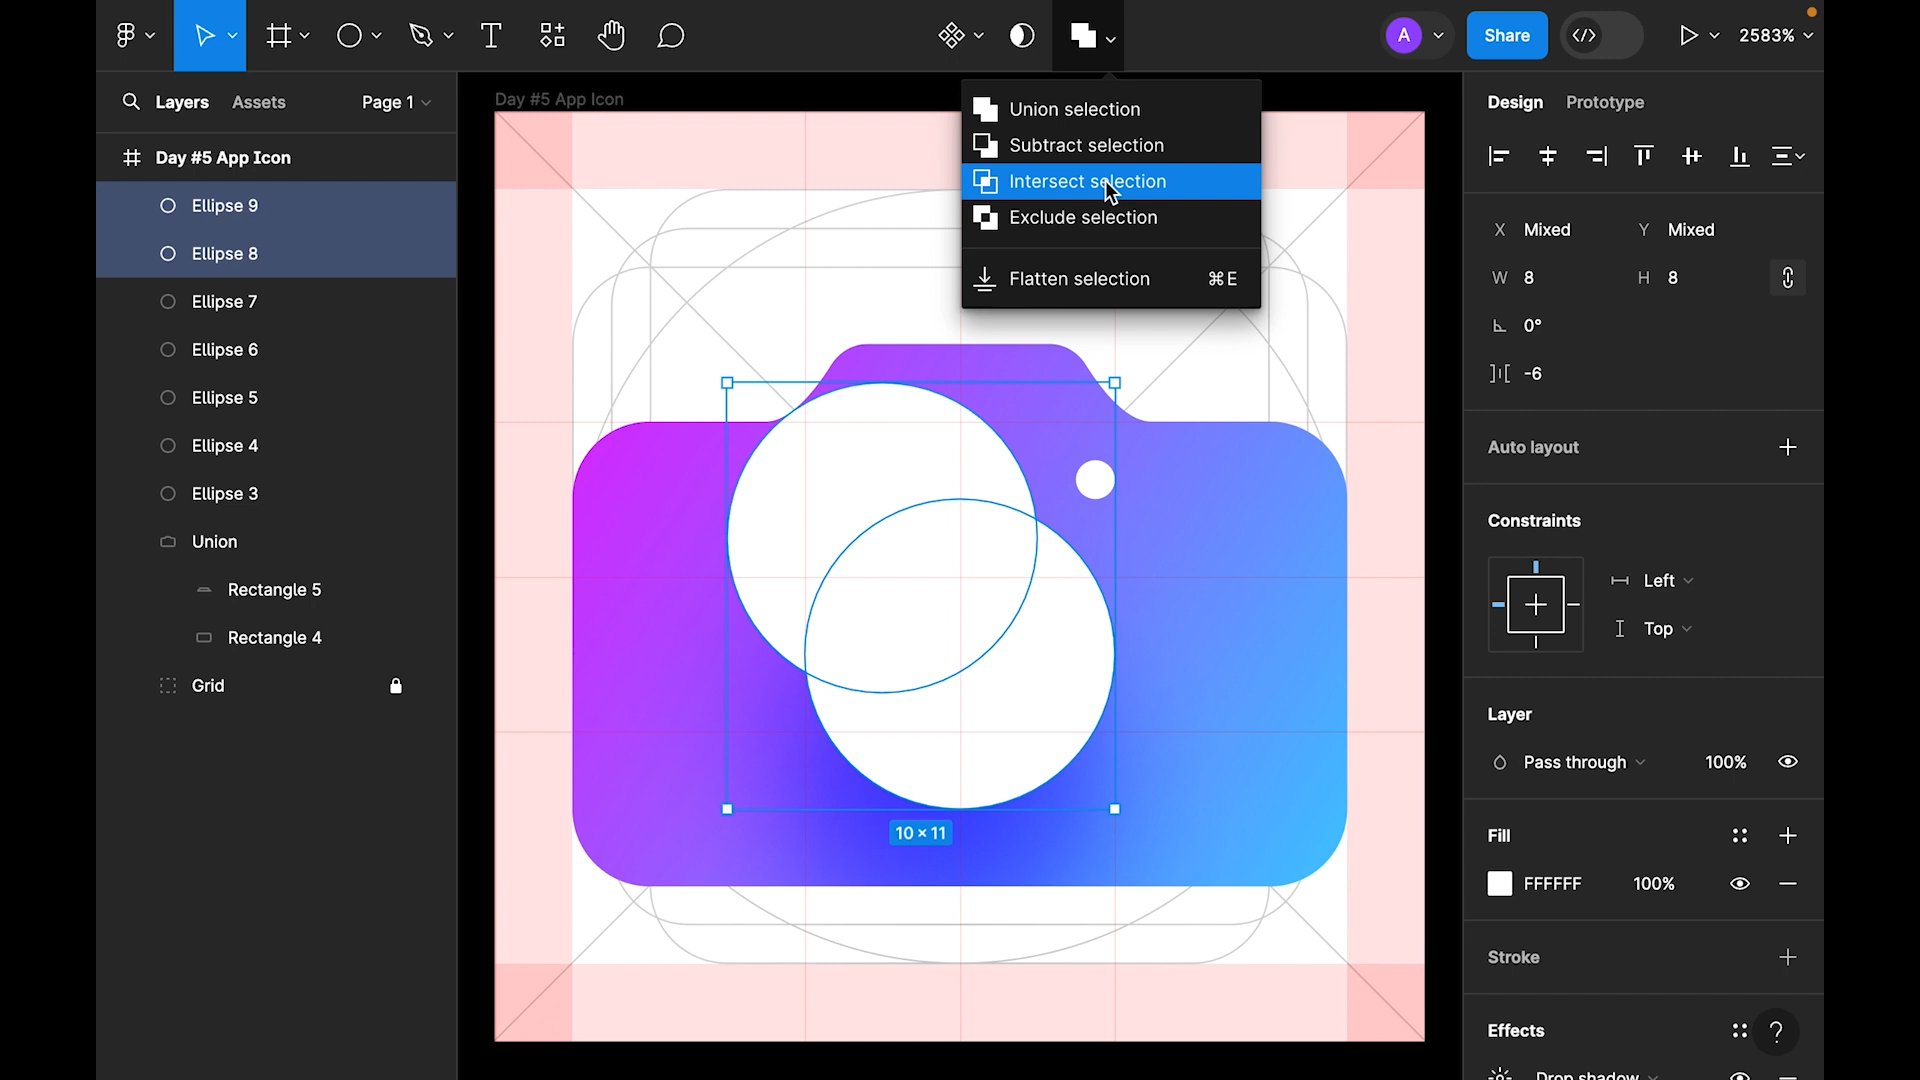 A
Share
2583%
Layers
Assets
Page 1
Day #5 App Icon
Ellipse 9
Ellipse 8
Ellipse 7
Ellipse 6
Ellipse 5
Ellipse 4
Ellipse 3
Union
Rectangle 5
Rectangle 4
Grid
Day #5 App Icon
Union selection
Subtract selection
Intersect selection
Exclude selection
Flatten selection ⌘E
10 × 11
Design
Prototype
X Mixed
Y Mixed
W 8
H 8
0°
-6
Auto layout
Constraints
Left
Top
Layer
Pass through
100%
Fill
FFFFFF
100%
Stroke
Effects
?
Drop shadow